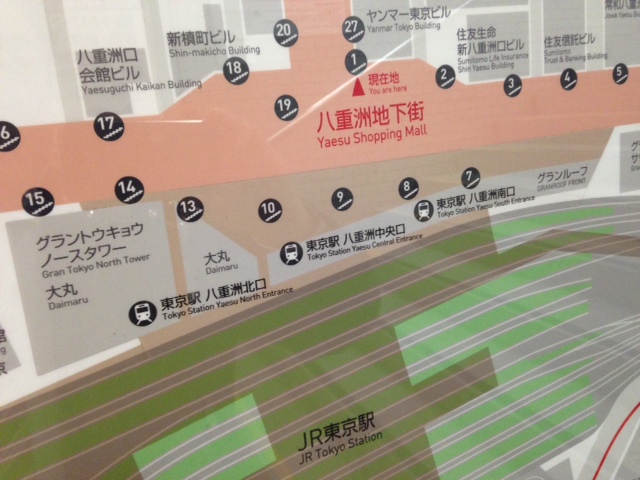 ヤンマー東京ビル
Yanmar Tokyo Building
新槙町ビル
Shin-makicho Building
八重洲口
会館ビル
Yaesuguchi Kaikan Building
住友生命
新八重洲口ビル
Sumitomo Life Insurance
Shin Yaesu Building
住友信託ビル
Sumitomo
Trust & Banking Building
20
27
18
1
現在地
You are here
2
3
4
5
19
八重洲地下街
Yaesu Shopping Mall
6
17
15
14
13
10
9
8
7
グランルーフ
GRANROOF FRONT
グラントウキョウ
ノースタワー
Gran Tokyo North Tower
大丸
Daimaru
大丸
Daimaru
東京駅 八重洲南口
Tokyo Station Yaesu South Entrance
東京駅 八重洲中央口
Tokyo Station Yaesu Central Entrance
東京駅 八重洲北口
Tokyo Station Yaesu North Entrance
JR東京駅
JR Tokyo Station